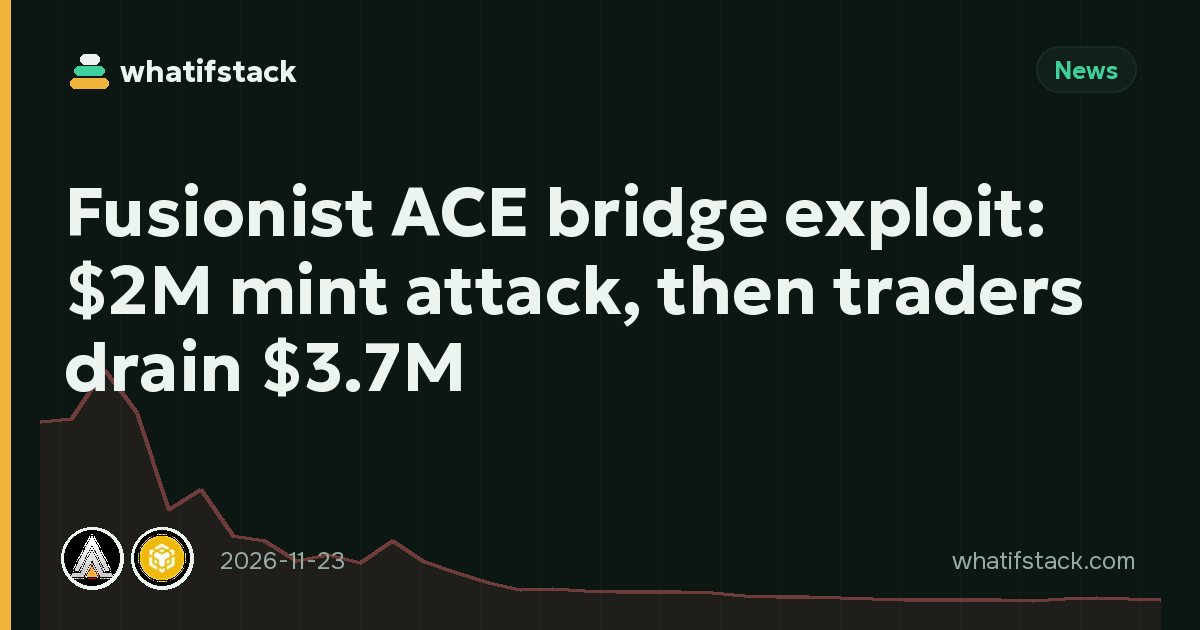 whatifstack
News
Fusionist ACE bridge exploit:
$2M mint attack, then traders
drain $3.7M
2026-11-23
whatifstack.com